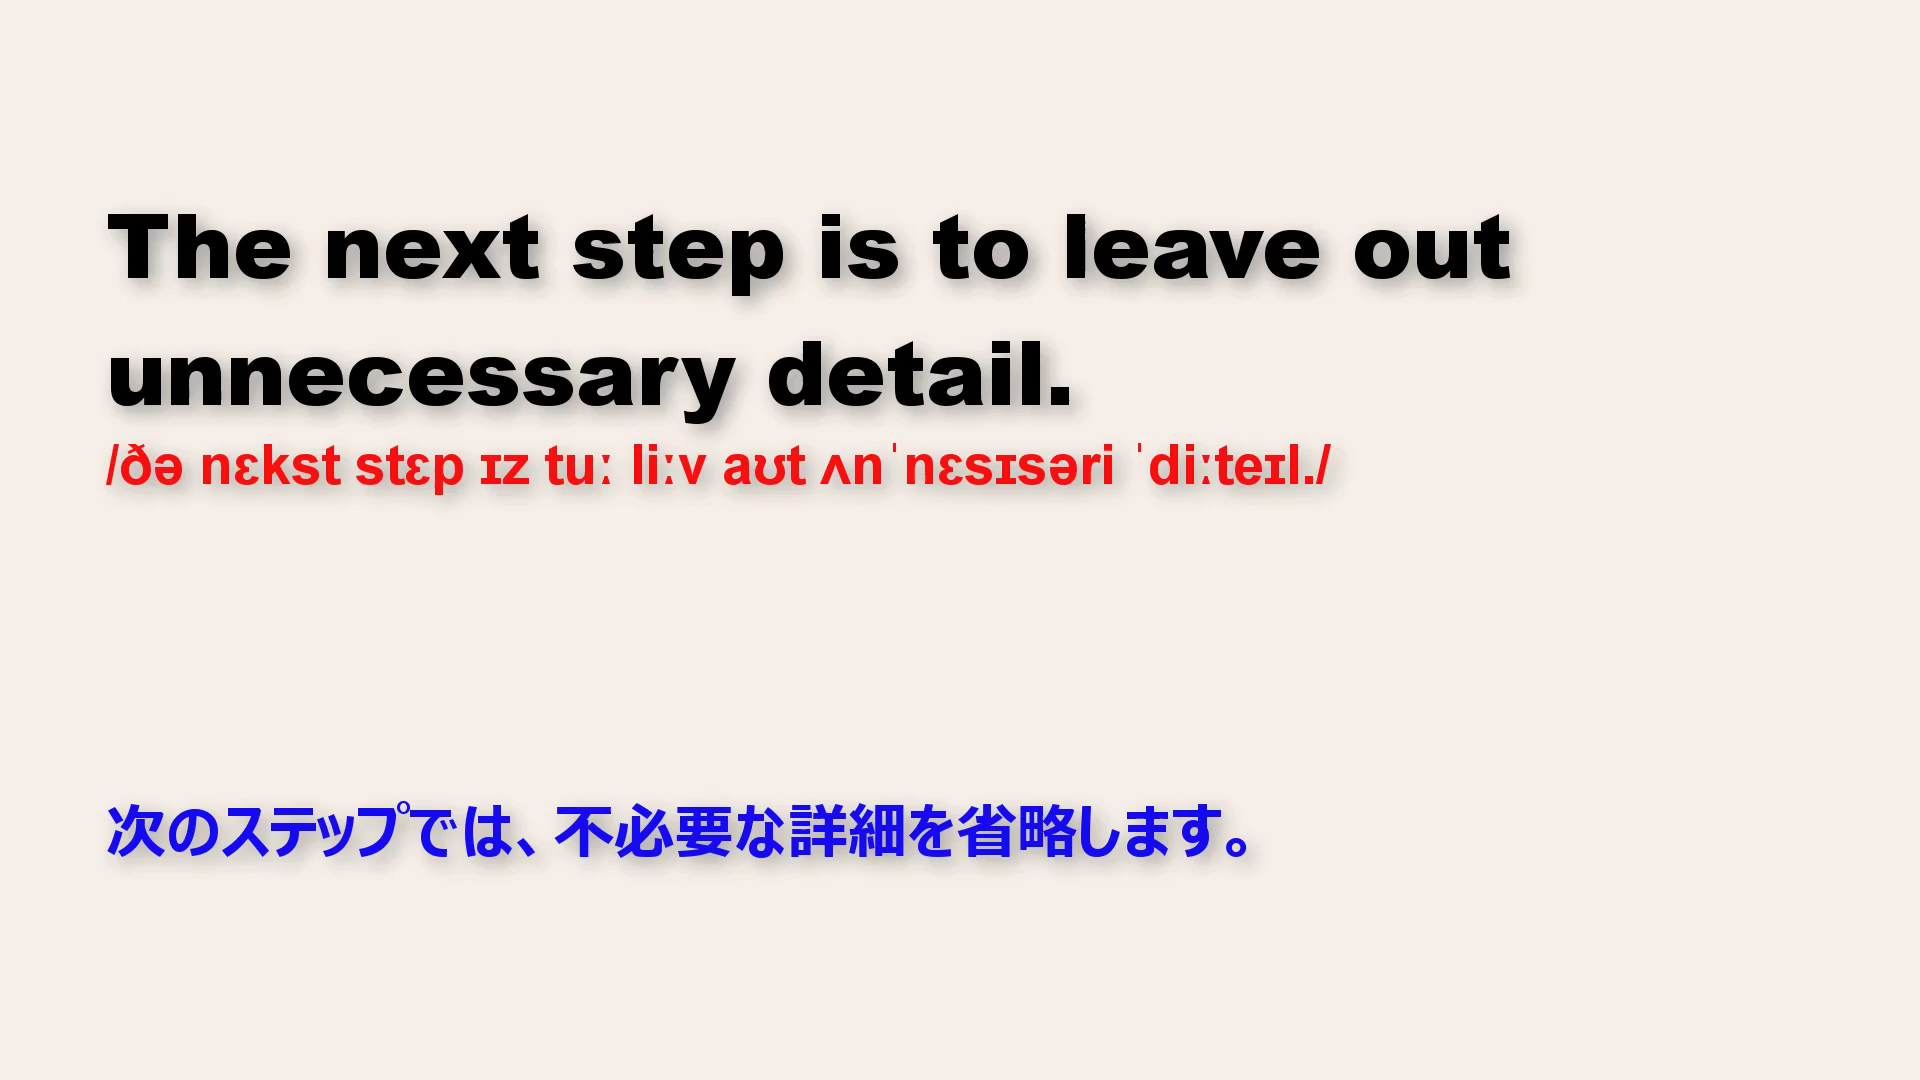 The next step is to leave out
unnecessary detail.
/ðə nɛkst stɛp ɪz tuː liːv aʊt ʌnˈnɛsɪsəri ˈdiːteɪl./
次のステップでは、不必要な詳細を省略します。